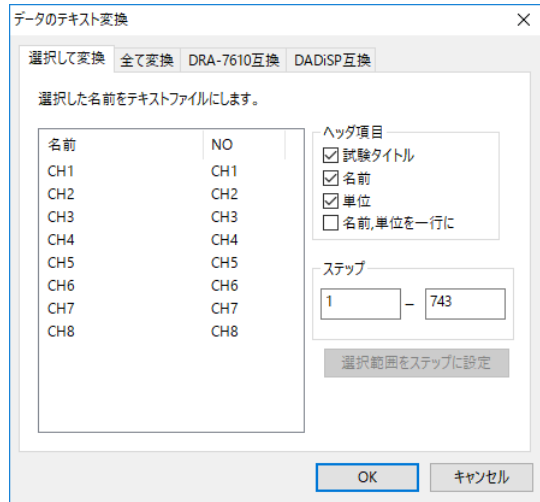 データのテキスト変換
選択して変換 全て変換 DRA-7610互換 DADiSP互換
選択した名前をテキストファイルにします。
名前 NO
CH1 CH1
CH2 CH2
CH3 CH3
CH4 CH4
CH5 CH5
CH6 CH6
CH7 CH7
CH8 CH8
ヘッダ項目
試験タイトル
名前
単位
名前,単位を一行に
ステップ
1 – 743
選択範囲をステップに設定
OK キャンセル